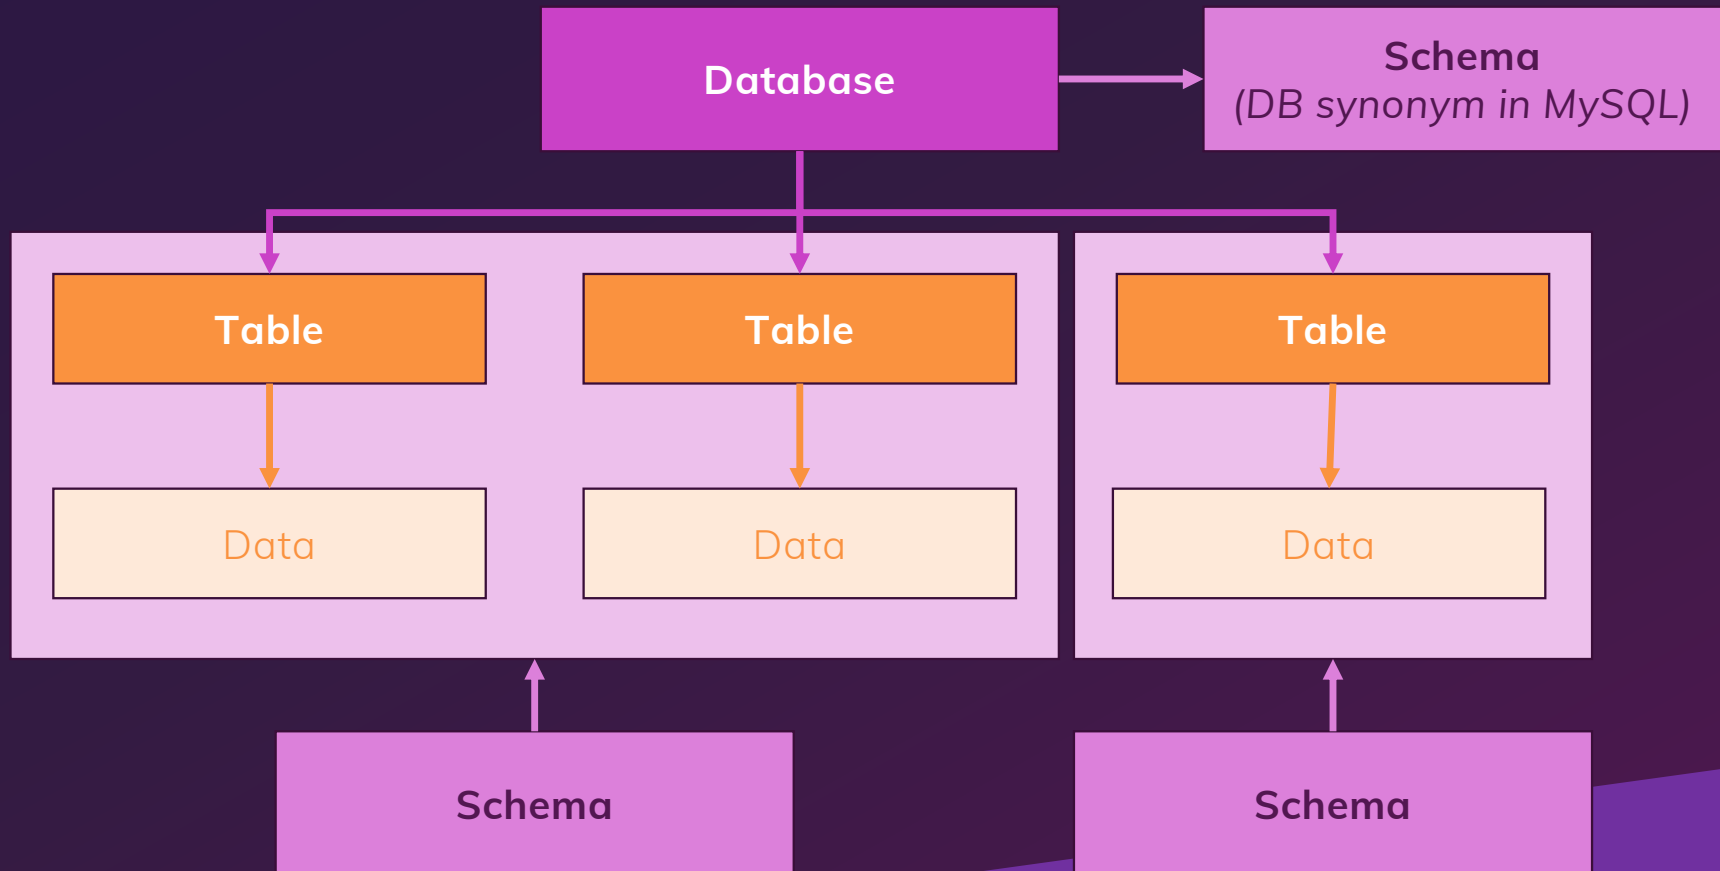 Database
Schema
(DB synonym in MySQL)
Table
Table
Table
Data
Data
Data
Schema
Schema